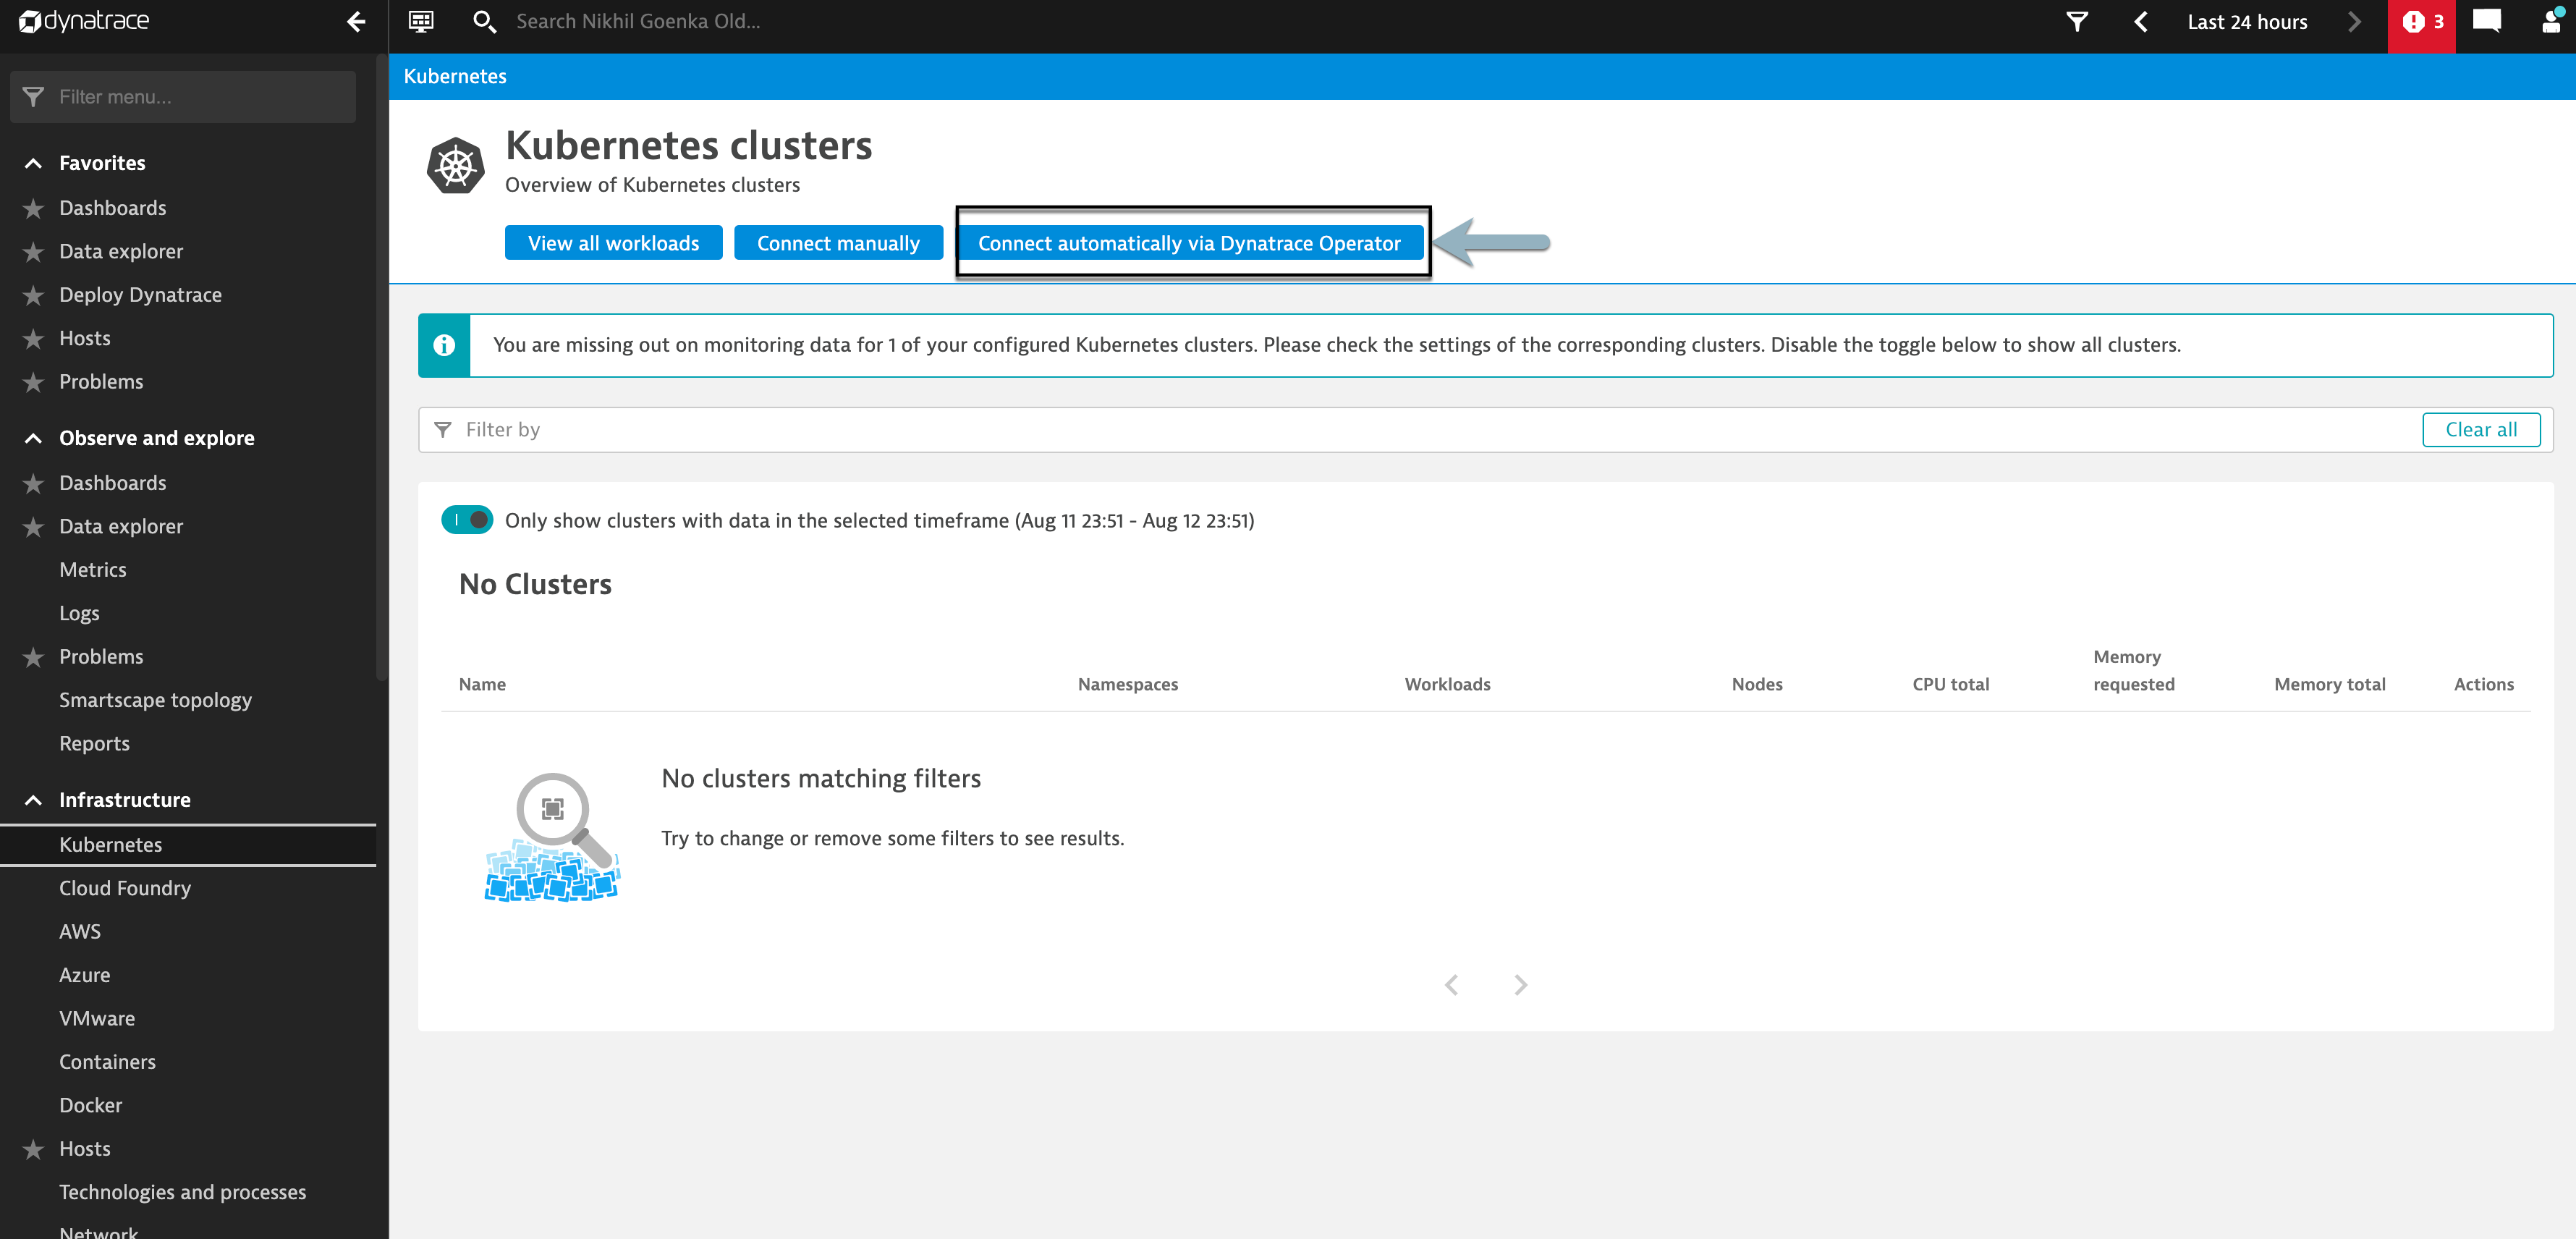 dynatrace
Search Nikhil Goenka Old...
Last 24 hours
3
Filter menu...
Favorites
Dashboards
Data explorer
Deploy Dynatrace
Hosts
Problems
Observe and explore
Dashboards
Data explorer
Metrics
Logs
Problems
Smartscape topology
Reports
Infrastructure
Kubernetes
Cloud Foundry
AWS
Azure
VMware
Containers
Docker
Hosts
Technologies and processes
Network
Kubernetes
Kubernetes clusters
Overview of Kubernetes clusters
View all workloads
Connect manually
Connect automatically via Dynatrace Operator
You are missing out on monitoring data for 1 of your configured Kubernetes clusters. Please check the settings of the corresponding clusters. Disable the toggle below to show all clusters.
Filter by
Clear all
Only show clusters with data in the selected timeframe (Aug 11 23:51 - Aug 12 23:51)
No Clusters
Name
Namespaces
Workloads
Nodes
CPU total
Memory
requested
Memory total
Actions
No clusters matching filters
Try to change or remove some filters to see results.